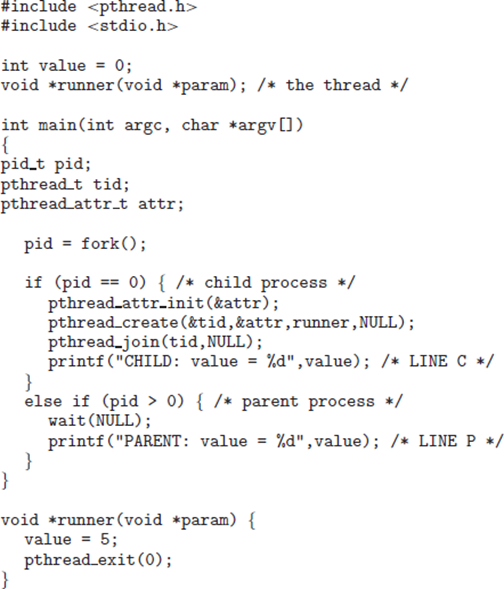 #include <pthread.h>
#include <stdio.h>

int value = 0;
void *runner(void *param); /* the thread */

int main(int argc, char *argv[])
{
pid_t pid;
pthread_t tid;
pthread_attr_t attr;

   pid = fork();

   if (pid == 0) { /* child process */
      pthread_attr_init(&attr);
      pthread_create(&tid,&attr,runner,NULL);
      pthread_join(tid,NULL);
      printf("CHILD: value = %d",value); /* LINE C */
   }
   else if (pid > 0) { /* parent process */
      wait(NULL);
      printf("PARENT: value = %d",value); /* LINE P */
   }
}

void *runner(void *param) {
   value = 5;
   pthread_exit(0);
}